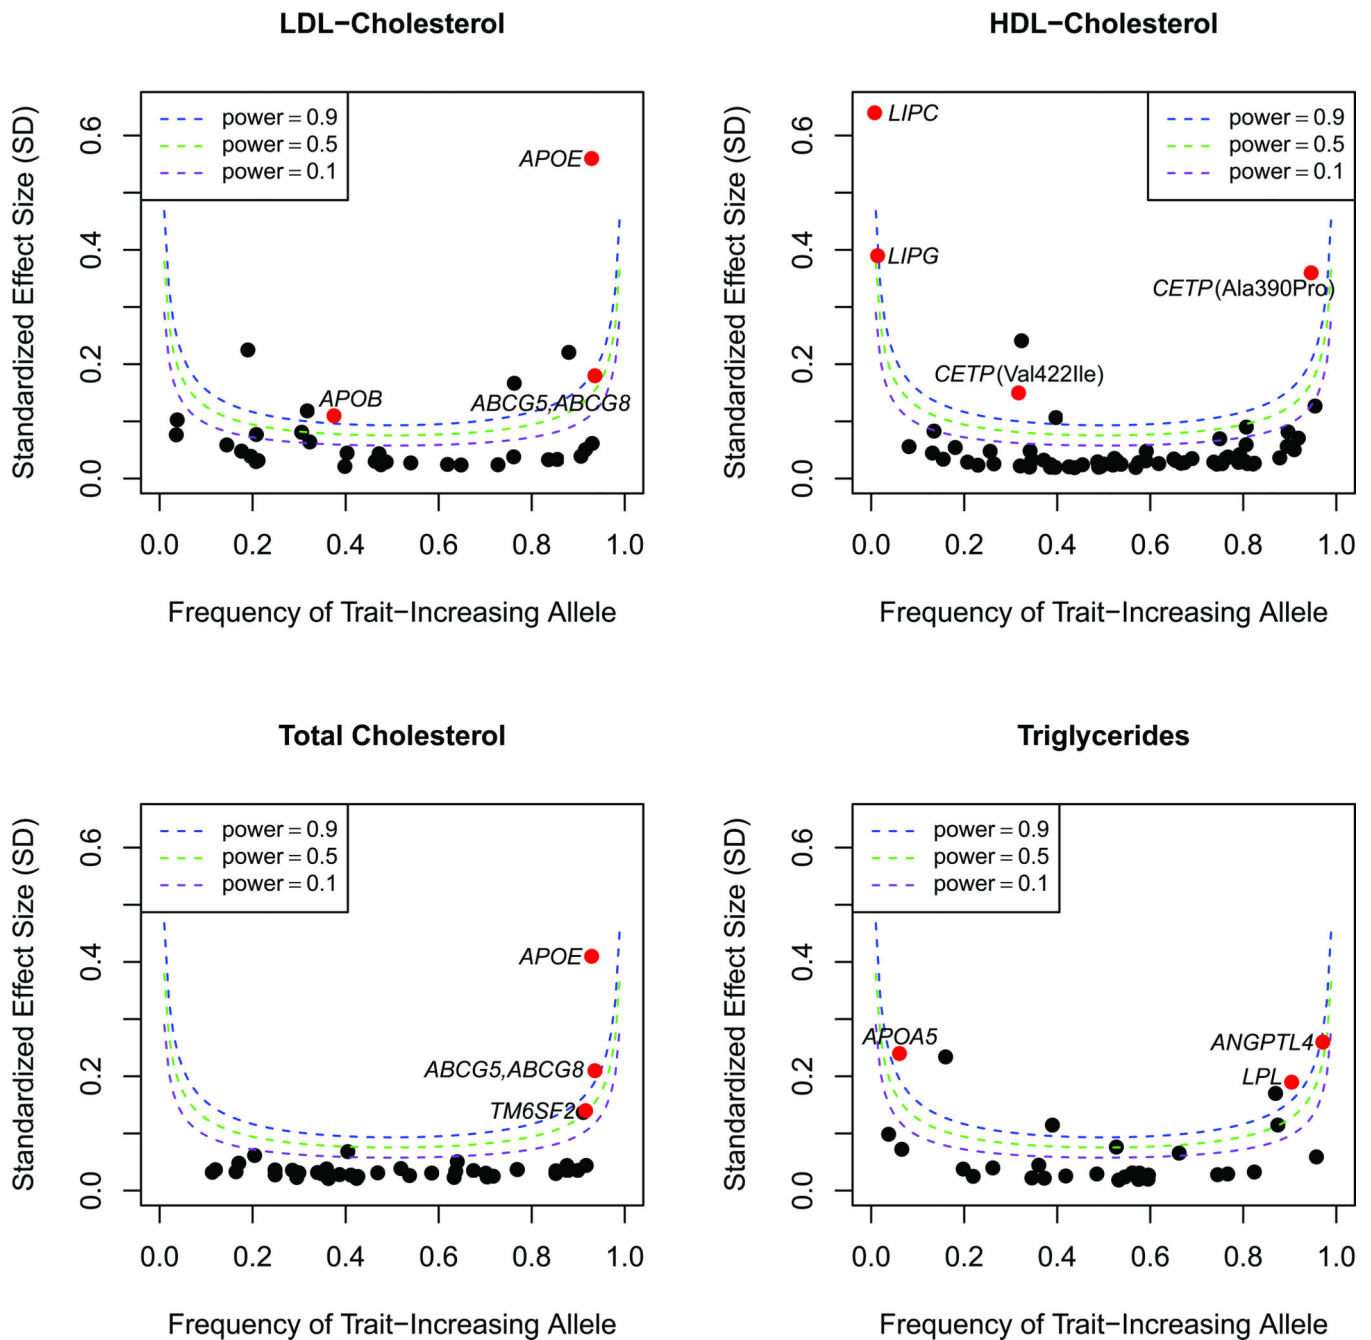 LDL−Cholesterol
Standardized Effect Size (SD)
0.0
0.2
0.4
0.6
power = 0.9
power = 0.5
power = 0.1
APOE
APOB
ABCG5,ABCG8
0.0 0.2 0.4 0.6 0.8 1.0
Frequency of Trait−Increasing Allele
HDL−Cholesterol
Standardized Effect Size (SD)
0.0
0.2
0.4
0.6
LIPC
power = 0.9
power = 0.5
power = 0.1
LIPG
CETP(Ala390Pro)
CETP(Val422Ile)
0.0 0.2 0.4 0.6 0.8 1.0
Frequency of Trait−Increasing Allele
Total Cholesterol
Standardized Effect Size (SD)
0.0
0.2
0.4
0.6
power = 0.9
power = 0.5
power = 0.1
APOE
ABCG5,ABCG8
TM6SF2
0.0 0.2 0.4 0.6 0.8 1.0
Frequency of Trait−Increasing Allele
Triglycerides
Standardized Effect Size (SD)
0.0
0.2
0.4
0.6
power = 0.9
power = 0.5
power = 0.1
APOA5
ANGPTL4
LPL
0.0 0.2 0.4 0.6 0.8 1.0
Frequency of Trait−Increasing Allele